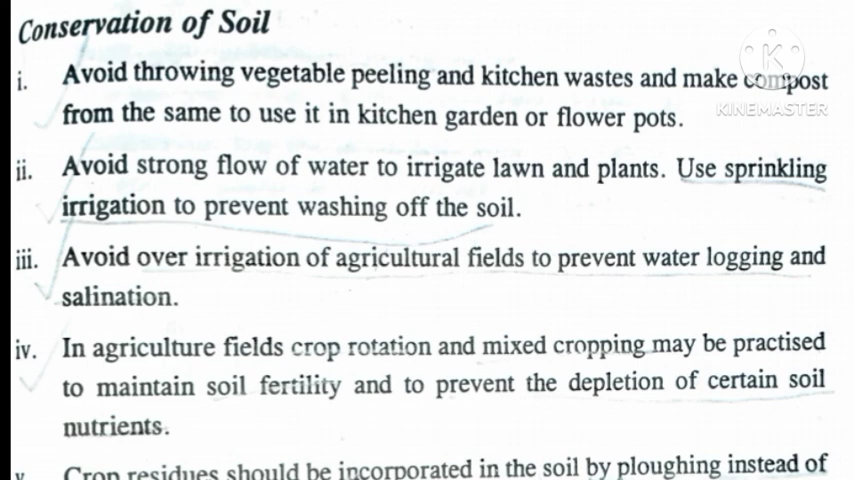 Conservation of Soil
i. Avoid throwing vegetable peeling and kitchen wastes and make compost
from the same to use it in kitchen garden or flower pots.
K
KINEMASTER
ii. Avoid strong flow of water to irrigate lawn and plants. Use sprinkling
irrigation to prevent washing off the soil.
iii. Avoid over irrigation of agricultural fields to prevent water logging and
salination.
iv. In agriculture fields crop rotation and mixed cropping may be practised
to maintain soil fertility and to prevent the depletion of certain soil
nutrients.
v. Crop residues should be incorporated in the soil by ploughing instead of